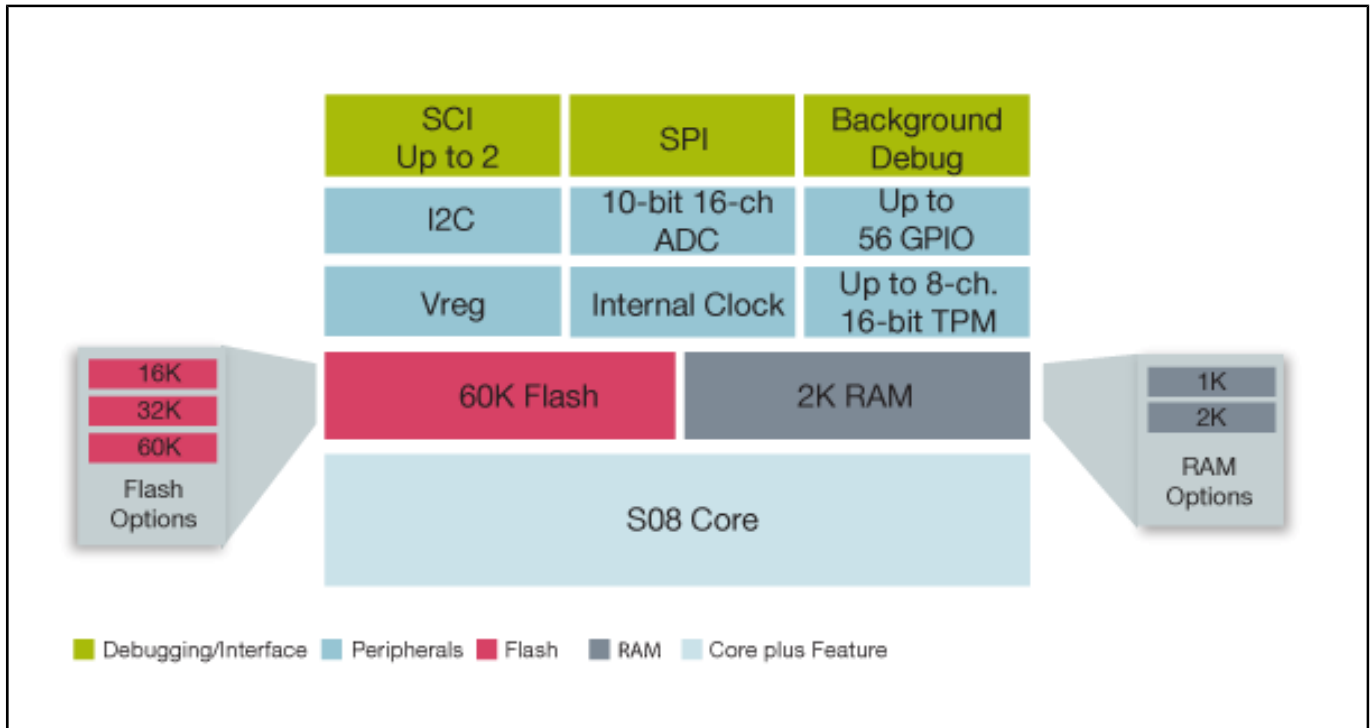 SCI
Up to 2
SPI
Background
Debug
I2C
10-bit 16-ch
ADC
Up to
56 GPIO
Vreg
Internal Clock
Up to 8-ch.
16-bit TPM
16K
32K
60K
Flash
Options
60K Flash
2K RAM
1K
2K
RAM
Options
S08 Core
Debugging/Interface
Peripherals
Flash
RAM
Core plus Feature